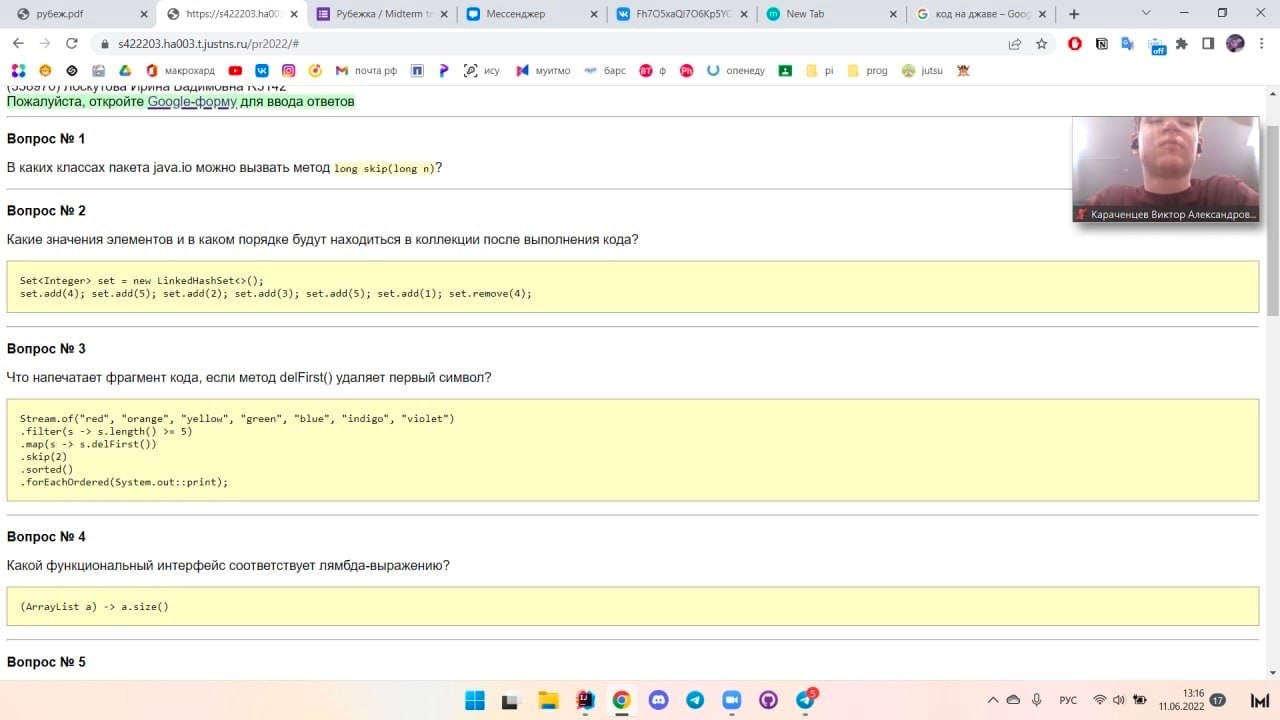 рубеж.pdf
https://s422203.ha00
Рубежка / Midterm te
Мессенджер
New Tab
код на джаве – Goog
s422203.ha003.t.justns.ru/pr2022/#
off
макрохард
почта рф
ису
муитмо
барс
ф
опенеду
pi
prog
jutsu
(338970) Лоскутова Ирина Вадимовна R3142
Пожалуйста, откройте Google-форму для ввода ответов
Вопрос № 1
В каких классах пакета java.io можно вызвать метод long skip(long n)?
Караченцев Виктор Александров...
Вопрос № 2
Какие значения элементов и в каком порядке будут находиться в коллекции после выполнения кода?
Set<Integer> set = new LinkedHashSet<>();
set.add(4); set.add(5); set.add(2); set.add(3); set.add(5); set.add(1); set.remove(4);
Вопрос № 3
Что напечатает фрагмент кода, если метод delFirst() удаляет первый символ?
Stream.of("red", "orange", "yellow", "green", "blue", "indigo", "violet")
.filter(s -> s.length() >= 5)
.map(s -> s.delFirst())
.skip(2)
.sorted()
.forEachOrdered(System.out::print);
Вопрос № 4
Какой функциональный интерфейс соответствует лямбда-выражению?
(ArrayList a) -> a.size()
Вопрос № 5
5
РУС
13:16
11.06.2022
17